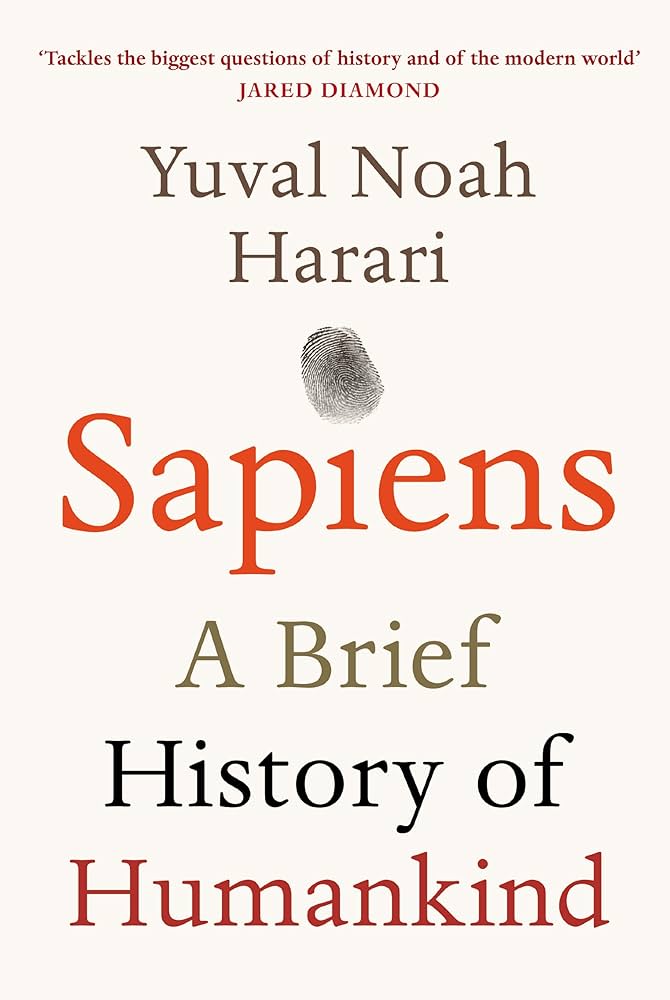 ‘Tackles the biggest questions of history and of the modern world’
JARED DIAMOND
Yuval Noah
Harari
Sapiens
A Brief
History of
Humankind